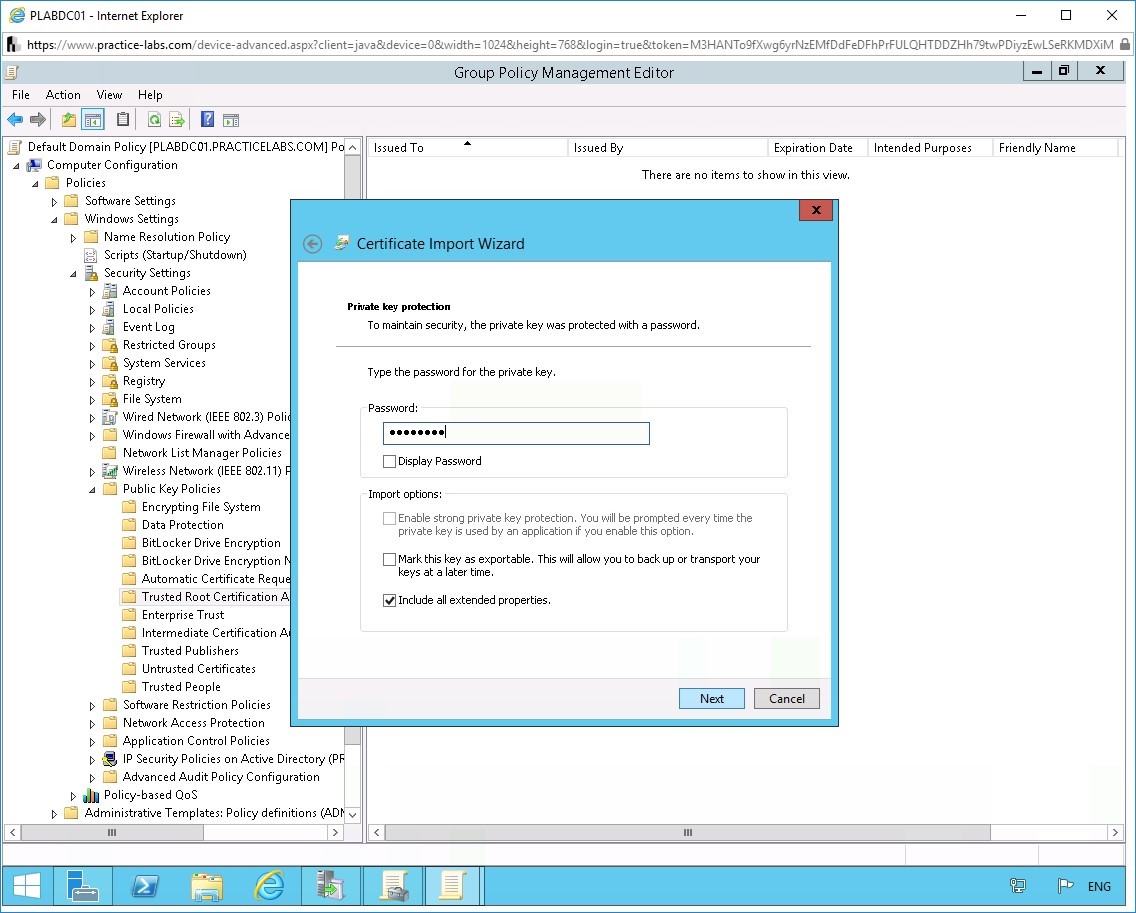 PLABDC01 - Internet Explorer
https://www.practice-labs.com/device-advanced.aspx?client=java&device=0&width=1024&height=768&login=true&token=M3HANTo9fXwg6yrNzEMfDdFeDFhPrFULQHTDDZHh79twPDiyzEwLSeRKMDXiM
Group Policy Management Editor
File Action View Help
Default Domain Policy [PLABDC01.PRACTICELABS.COM] Po
Computer Configuration
Policies
Software Settings
Windows Settings
Name Resolution Policy
Scripts (Startup/Shutdown)
Security Settings
Account Policies
Local Policies
Event Log
Restricted Groups
System Services
Registry
File System
Wired Network (IEEE 802.3) Polic
Windows Firewall with Advance
Network List Manager Policies
Wireless Network (IEEE 802.11) P
Public Key Policies
Encrypting File System
Data Protection
BitLocker Drive Encryption
BitLocker Drive Encryption N
Automatic Certificate Reque
Trusted Root Certification A
Enterprise Trust
Intermediate Certification Au
Trusted Publishers
Untrusted Certificates
Trusted People
Software Restriction Policies
Network Access Protection
Application Control Policies
IP Security Policies on Active Directory (PR
Advanced Audit Policy Configuration
Policy-based QoS
Administrative Templates: Policy definitions (ADM
Issued To Issued By Expiration Date Intended Purposes Friendly Name
There are no items to show in this view.
Certificate Import Wizard
Private key protection
To maintain security, the private key was protected with a password.
Type the password for the private key.
Password:
••••••••
Display Password
Import options:
Enable strong private key protection. You will be prompted every time the
private key is used by an application if you enable this option.
Mark this key as exportable. This will allow you to back up or transport your
keys at a later time.
Include all extended properties.
Next Cancel
ENG